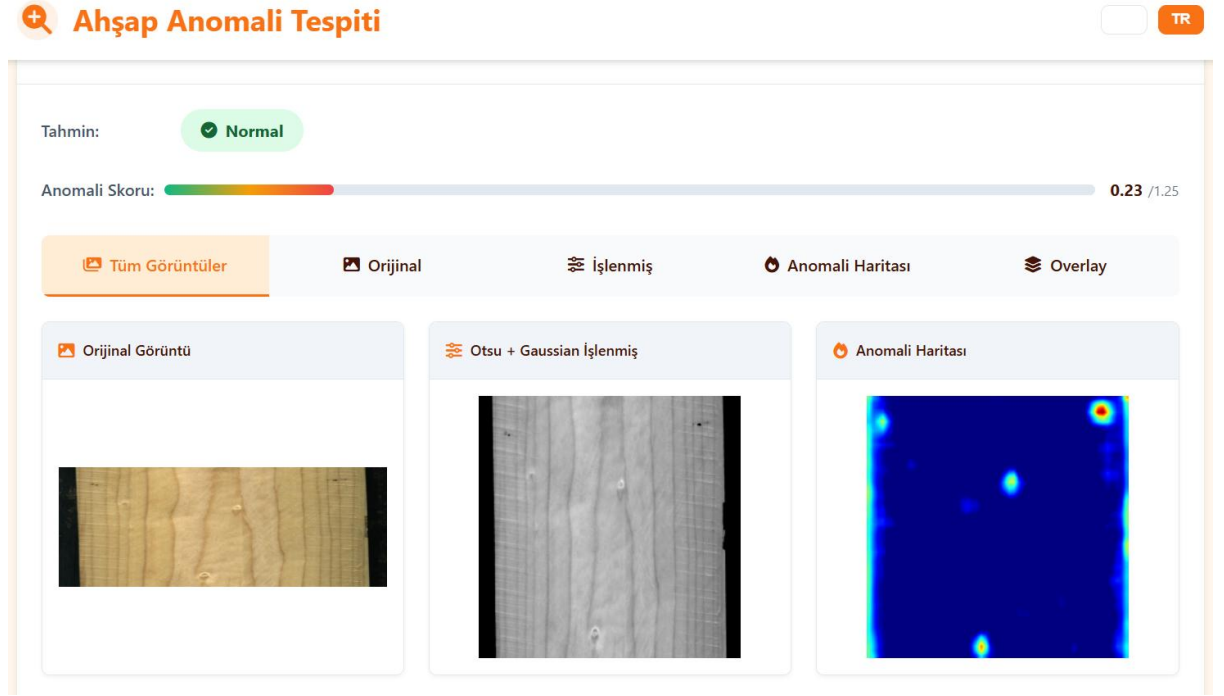 Ahşap Anomali Tespiti
TR
Tahmin:
Normal
Anomali Skoru:
0.23 /1.25
Tüm Görüntüler
Orijinal
İşlenmiş
Anomali Haritası
Overlay
Orijinal Görüntü
Otsu + Gaussian İşlenmiş
Anomali Haritası